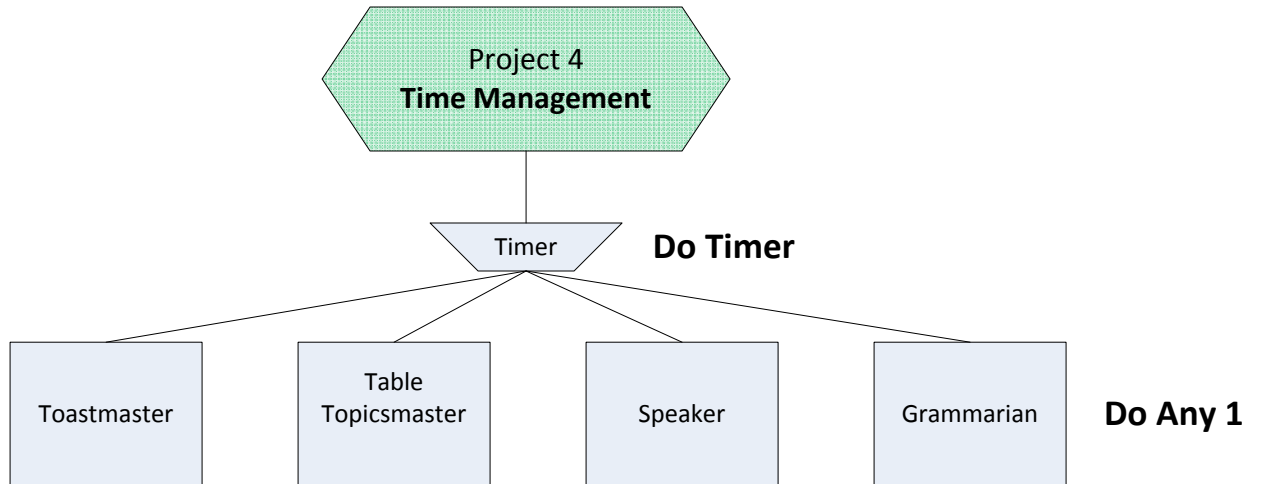 Project 4
Time Management
Timer
Do Timer
Toastmaster
Table
Topicsmaster
Speaker
Grammarian
Do Any 1